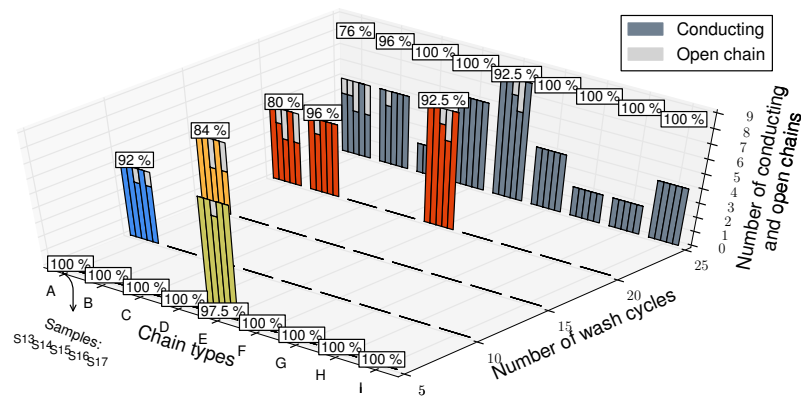 76 %
96 %
100 %
100 %
92.5 %
100 %
100 %
100 %
100 %
Conducting
Open chain
80 %
96 %
92.5 %
84 %
92 %
100 %
100 %
100 %
100 %
97.5 %
100 %
100 %
100 %
100 %
A
B
C
D
E
F
G
H
I
Samples:
S13 S14 S15 S16 S17
Chain types
5
10
15
20
25
Number of wash cycles
0
1
2
3
4
5
6
7
8
9
Number of conducting
and open chains